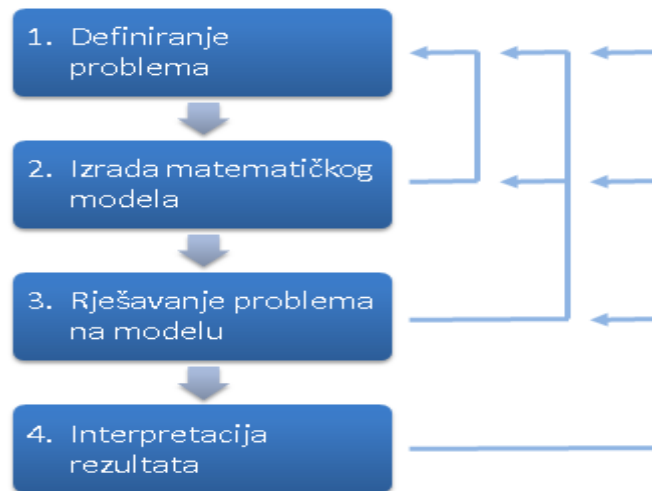 1. Definiranje
problema
2. Izrada matematičkog
modela
3. Rješavanje problema
na modelu
4. Interpretacija
rezultata